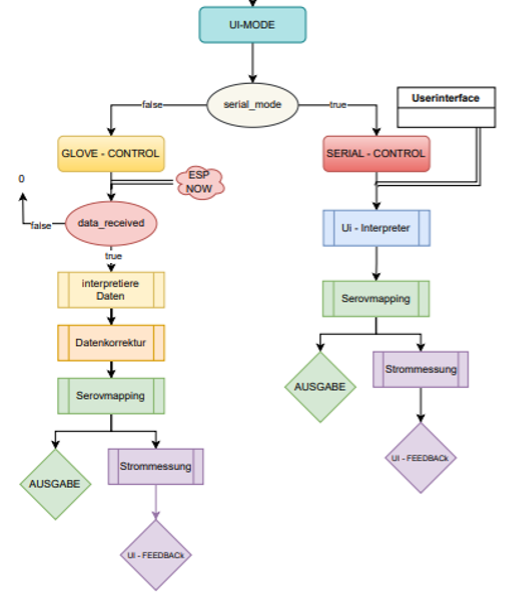 UI-MODE
serial_mode
false
true
Userinterface
GLOVE - CONTROL
SERIAL - CONTROL
ESP
NOW
0
data_received
false
true
Ui - Interpreter
interpretiere
Daten
Serovmapping
Datenkorrektur
Serovmapping
AUSGABE
Strommessung
AUSGABE
Strommessung
UI - FEEDBACk
UI - FEEDBACk